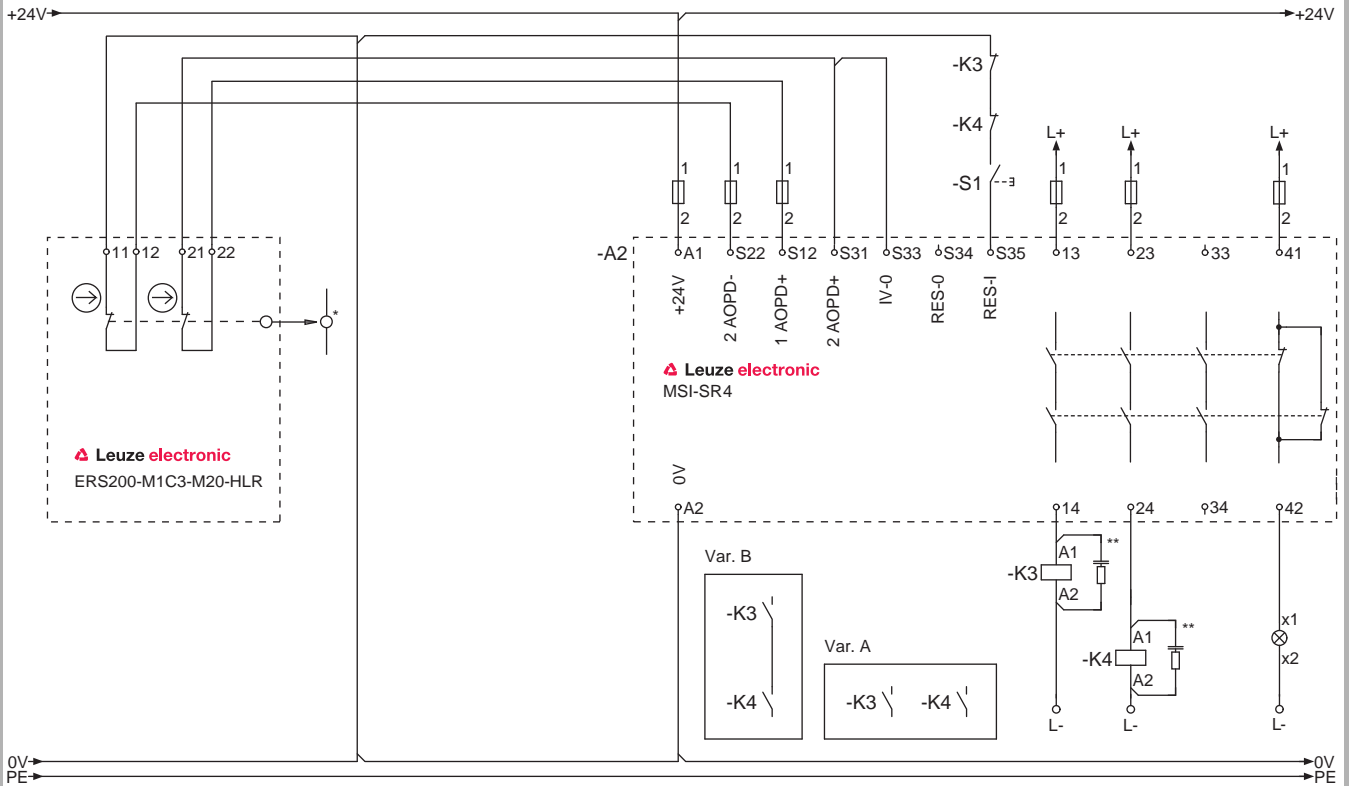 +24V +24V
-K3
-K4
L+ L+ L+
1 1 1 1 1 1
-S1
2 2 2 2 2 2
11 12 21 22
-A2 A1 S22 S12 S31 S33 S34 S35 13 23 33 41
+24V
2 AOPD-
1 AOPD+
2 AOPD+
IV-0
RES-0
RES-I
*
Leuze electronic
MSI-SR4
Leuze electronic
ERS200-M1C3-M20-HLR
0V
A2 14 24 34 42
Var. B
-K3
-K4
Var. A
-K3 -K4
A1 **
-K3
A2
A1 **
-K4
A2
x1
x2
L- L- L-
0V 0V
PE PE